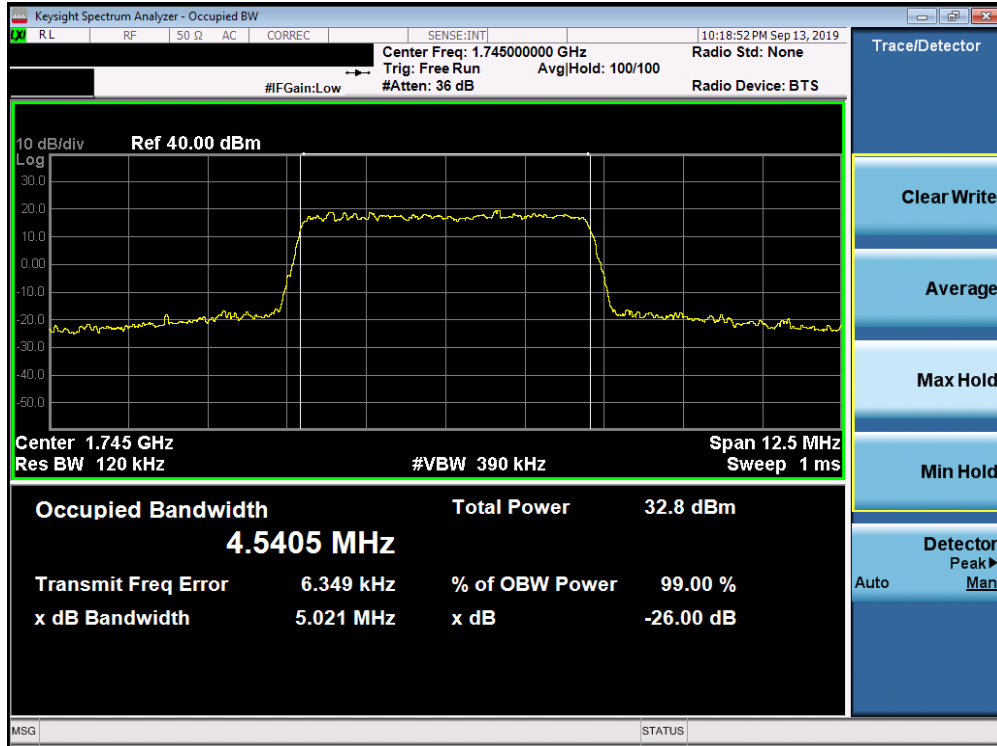 Keysight Spectrum Analyzer - Occupied BW
LXI RL RF 50 Ω AC CORREC SENSE:INT 10:18:52 PM Sep 13, 2019
Center Freq: 1.745000000 GHz Radio Std: None
Trig: Free Run Avg|Hold: 100/100
#IFGain:Low #Atten: 36 dB Radio Device: BTS
Trace/Detector
10 dB/div Ref 40.00 dBm
Log
30.0
20.0
10.0
0.00
-10.0
-20.0
-30.0
-40.0
-50.0
Center 1.745 GHz Span 12.5 MHz
Res BW 120 kHz #VBW 390 kHz Sweep 1 ms
Occupied Bandwidth Total Power 32.8 dBm
4.5405 MHz
Transmit Freq Error 6.349 kHz % of OBW Power 99.00 %
x dB Bandwidth 5.021 MHz x dB -26.00 dB
Clear Write
Average
Max Hold
Min Hold
Detector
Peak▶
Auto Man
MSG STATUS